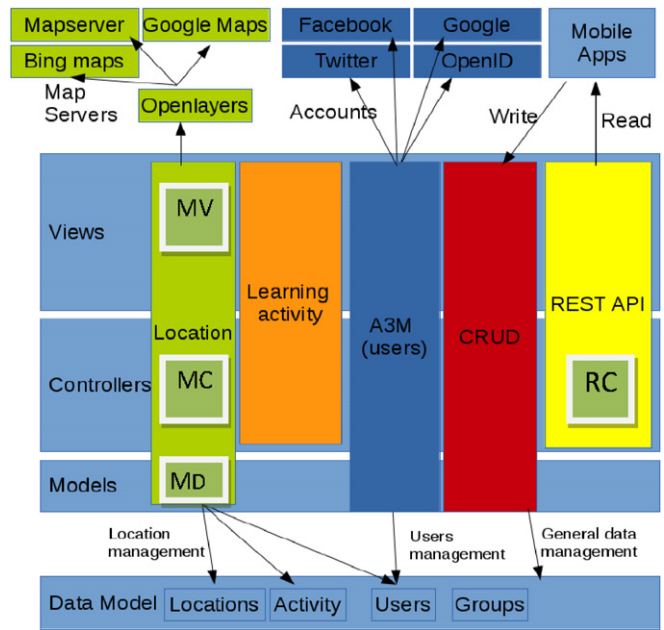 Mapserver
Google Maps
Facebook
Google
Mobile
Apps
Bing maps
Twitter
OpenID
Map
Servers
Openlayers
Accounts
Write
Read
MV
Views
Learning
activity
REST API
Location
A3M
(users)
CRUD
Controllers
MC
RC
Models
MD
Location
management
Users
management
General data
management
Data Model
Locations
Activity
Users
Groups